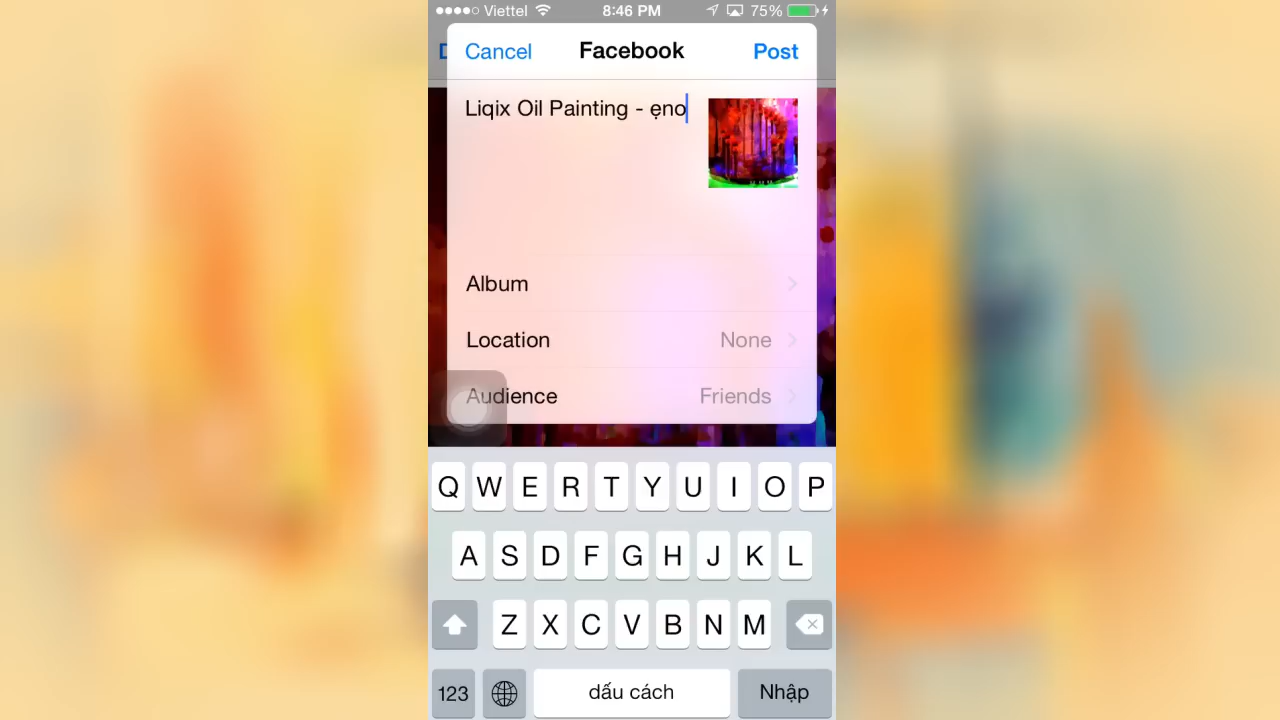 Viettel 8:46 PM 75%
D Cancel Facebook Post
Liqix Oil Painting - ẹno
Album
Location None
Audience Friends
Q W E R T Y U I O P
A S D F G H J K L
Z X C V B N M
123 dấu cách Nhập